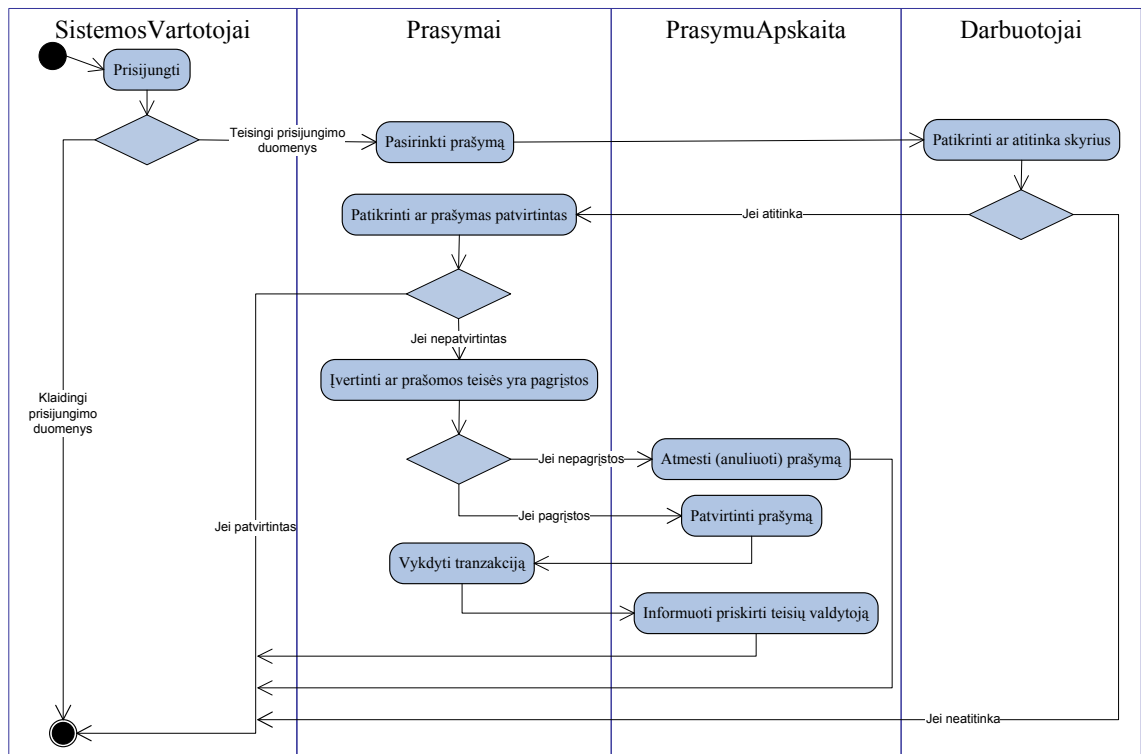 SistemosVartotojai
Prasymai
PrasymuApskaita
Darbuotojai
Prisijungti
Teisingi prisijungimo
duomenys
Pasirinkti prašymą
Patikrinti ar atitinka skyrius
Patikrinti ar prašymas patvirtintas
Jei atitinka
Jei nepatvirtintas
Įvertinti ar prašomos teisės yra pagrįstos
Klaidingi
prisijungimo
duomenys
Jei nepagrįstos
Atmesti (anuliuoti) prašymą
Jei patvirtintas
Jei pagrįstos
Patvirtinti prašymą
Vykdyti tranzakciją
Informuoti priskirti teisių valdytoją
Jei neatitinka